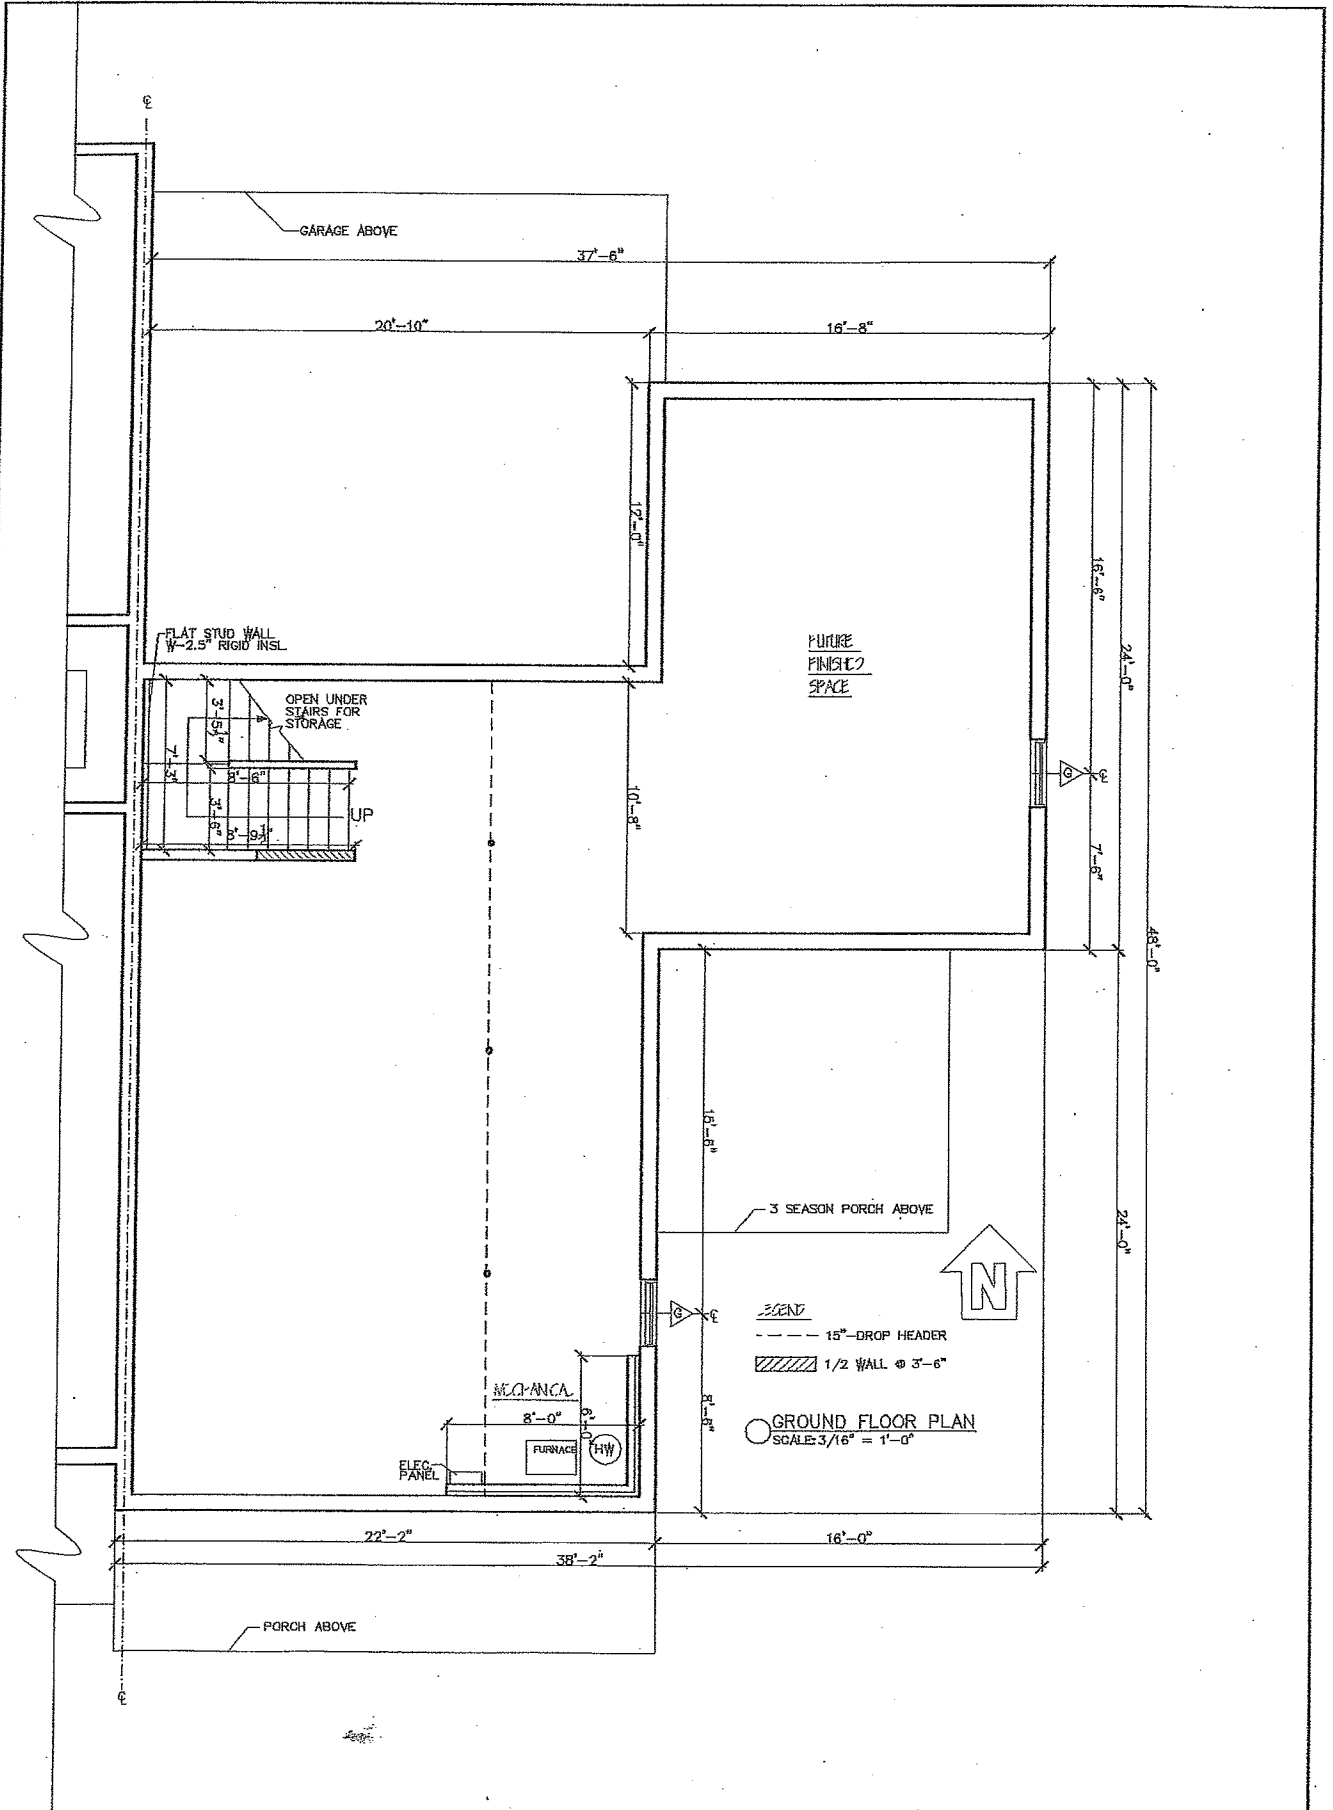 ℄
GARAGE ABOVE
37'-6"
20'-10"
16'-8"
12'-0"
16'-6"
24'-0"
48'-0"
FLAT STUD WALL
W-2.5" RIGID INSL
OPEN UNDER
STAIRS FOR
STORAGE
3'-5½"
7'-3"
8'-6"
3'-6"
8'-9½"
UP
10'-8"
FUTURE
FINISHED
SPACE
G
℄
7'-6"
15'-6"
24'-0"
3 SEASON PORCH ABOVE
N
G
℄
LEGEND
15"-DROP HEADER
1/2 WALL @ 3'-6"
MECHANICAL
8'-0"
6'-0"
FURNACE
HW
ELEC.
PANEL
8'-6"
GROUND FLOOR PLAN
SCALE: 3/16" = 1'-0"
22'-2"
16'-0"
38'-2"
PORCH ABOVE
℄